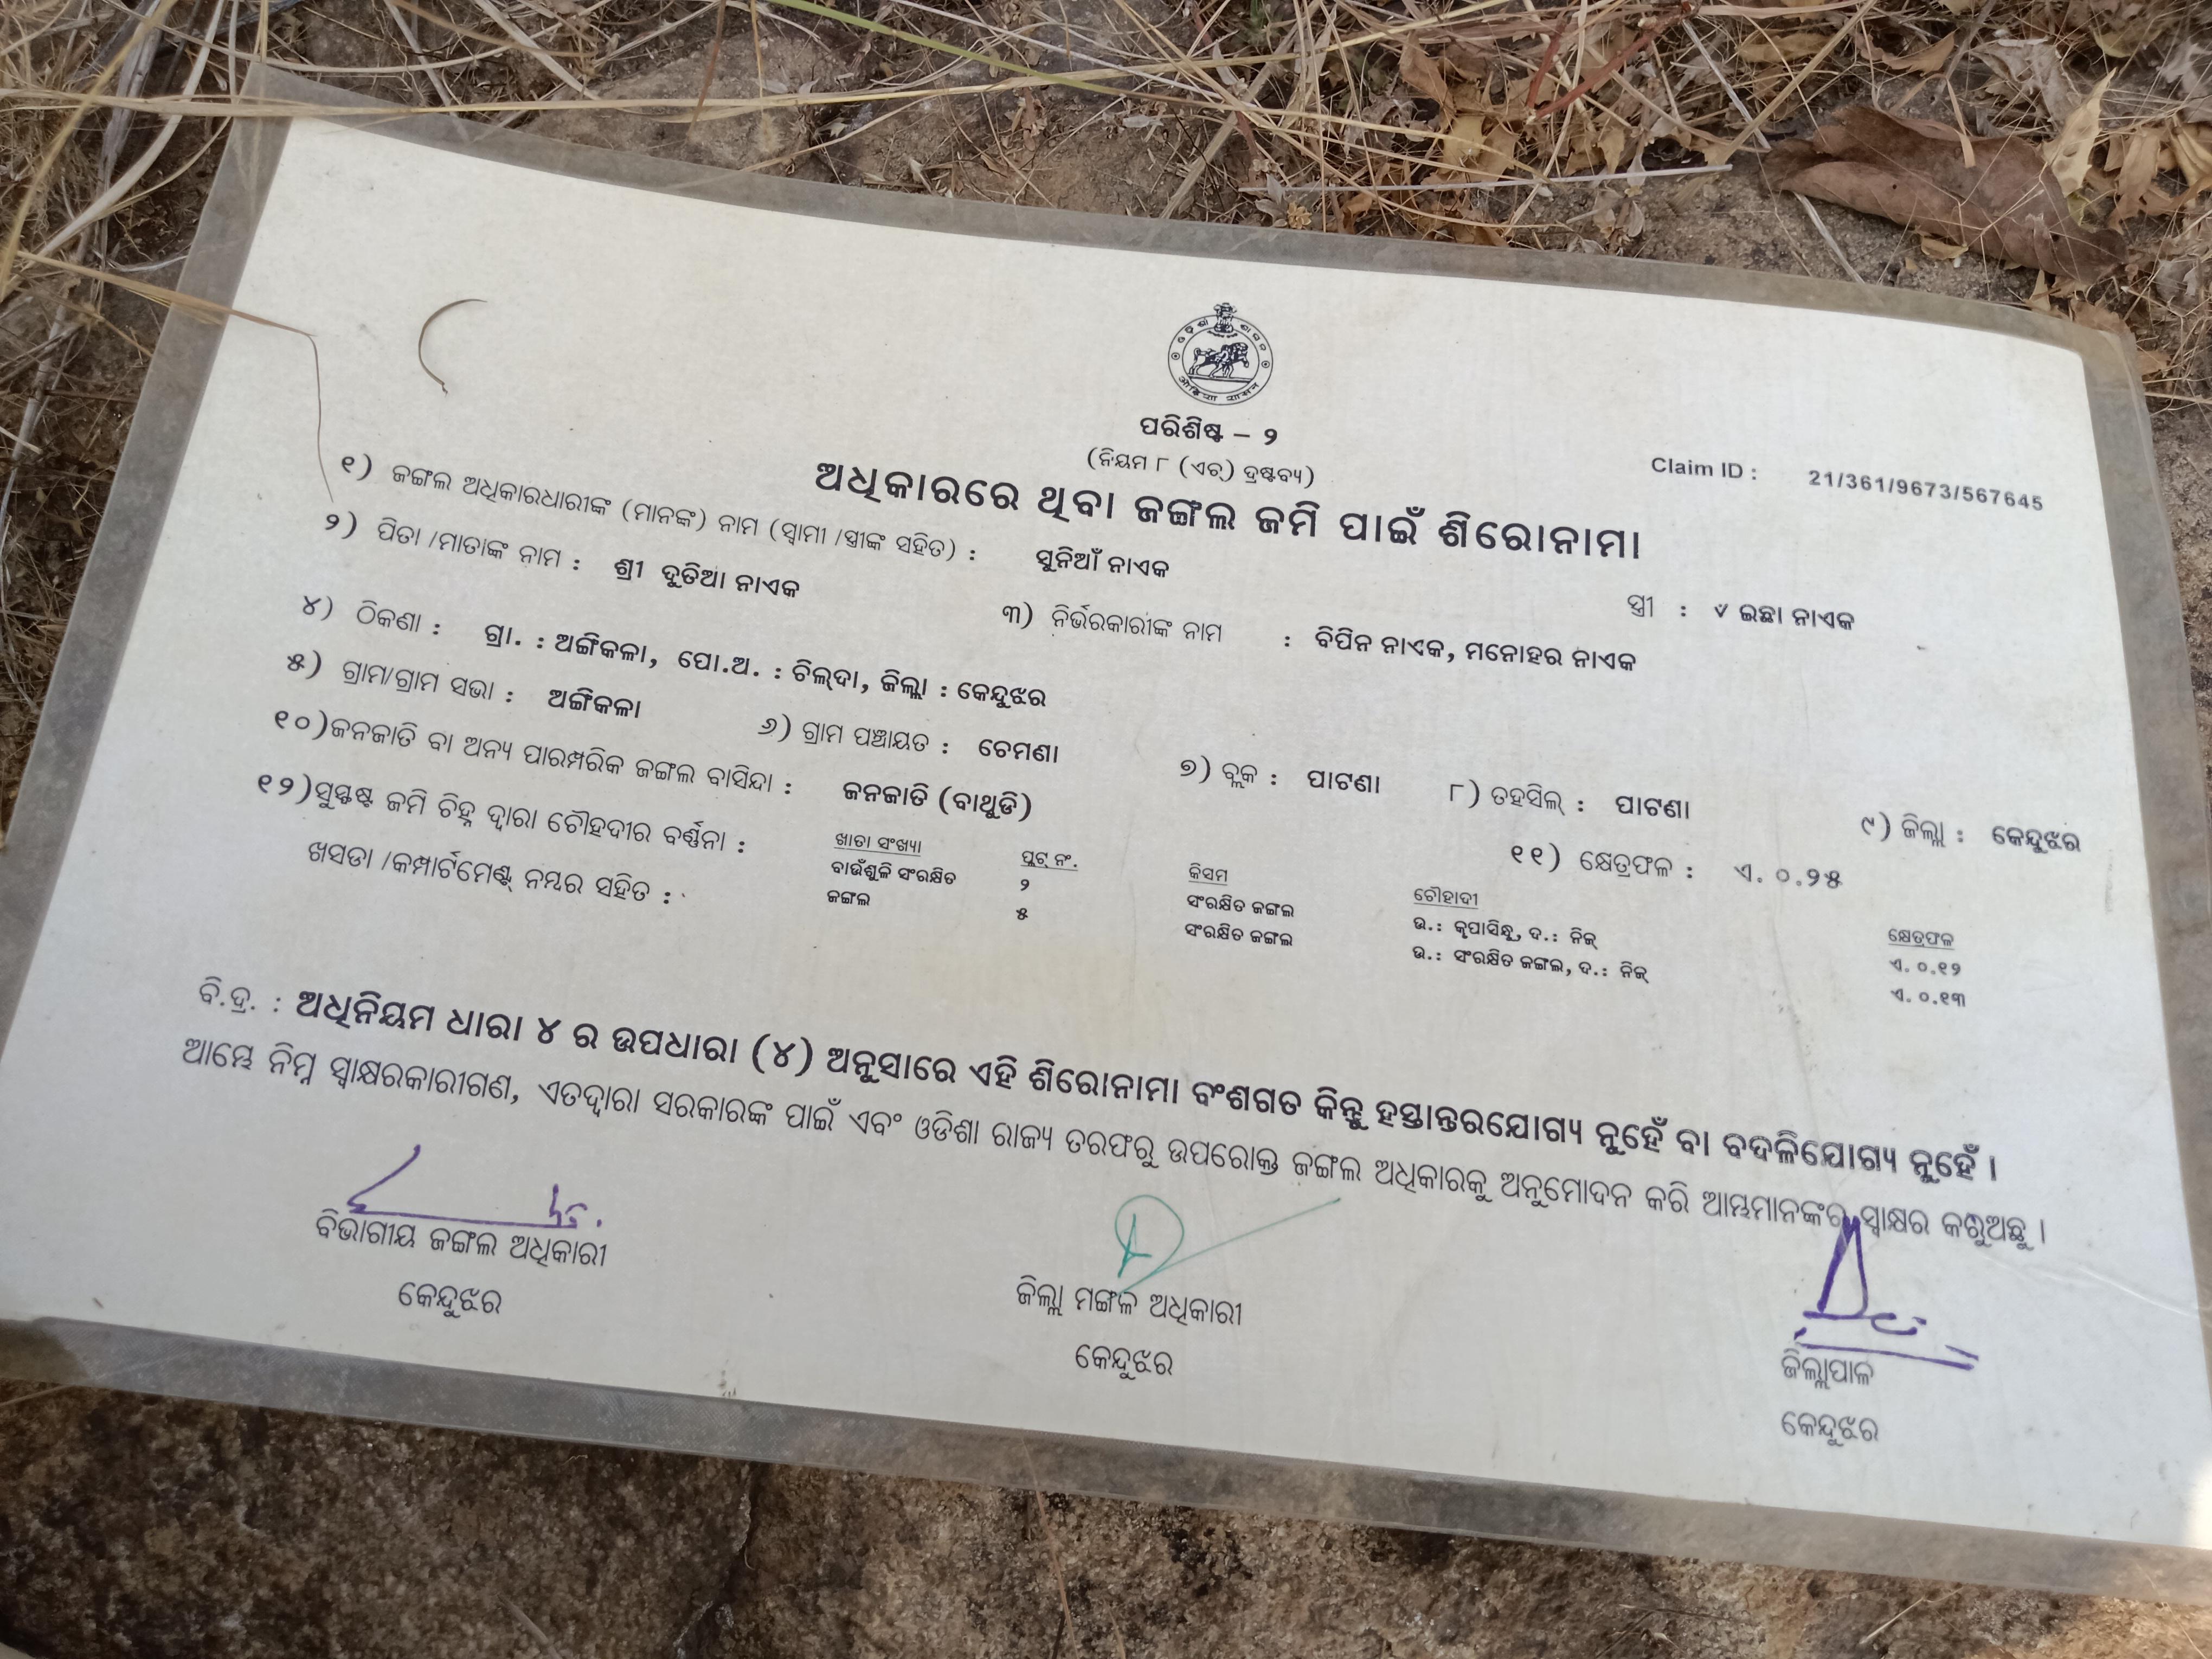 ଓଡ଼ିଶା ଶାସନ
ओड़िशा शासन
ପରିଶିଷ୍ଟ – ୨
(ନିୟମ ୮ (ଏଚ୍) ଦ୍ରଷ୍ଟବ୍ୟ)
Claim ID : 21/361/9673/567645
ଅଧିକାରରେ ଥିବା ଜଙ୍ଗଲ ଜମି ପାଇଁ ଶିରୋନାମା
୧) ଜଙ୍ଗଲ ଅଧିକାରଧାରୀଙ୍କ (ମାନଙ୍କ) ନାମ (ସ୍ୱାମୀ /ସ୍ତ୍ରୀଙ୍କ ସହିତ) : ସୁନିଆଁ ନାଏକ ସ୍ତ୍ରୀ : ୰ ଇଛା ନାଏକ
୨) ପିତା /ମାତାଙ୍କ ନାମ : ଶ୍ରୀ ଦୁତିଆ ନାଏକ ୩) ନିର୍ଭରକାରୀଙ୍କ ନାମ : ବିପିନ ନାଏକ, ମନୋହର ନାଏକ
୪) ଠିକଣା : ଗ୍ରା. : ଅଙ୍ଗିକଳା, ପୋ.ଅ. : ଚିଲ୍‌ଦା, ଜିଲ୍ଲା : କେନ୍ଦୁଝର
୫) ଗ୍ରାମ/ଗ୍ରାମ ସଭା : ଅଙ୍ଗିକଳା ୬) ଗ୍ରାମ ପଞ୍ଚାୟତ : ଚେମଣା ୭) ବ୍ଲକ : ପାଟଣା ୮) ତହସିଲ୍ : ପାଟଣା ୯) ଜିଲ୍ଲା : କେନ୍ଦୁଝର
୧୦)ଜନଜାତି ବା ଅନ୍ୟ ପାରମ୍ପରିକ ଜଙ୍ଗଲ ବାସିନ୍ଦା : ଜନଜାତି (ବାଥୁଡି) ୧୧) କ୍ଷେତ୍ରଫଳ : ଏ. ୦.୨୫
୧୨)ସୁସ୍ପଷ୍ଟ ଜମି ଚିହ୍ନ ଦ୍ୱାରା ଚୌହଦୀର ବର୍ଣ୍ଣନା : ଖାତା ସଂଖ୍ୟା ପ୍ଲଟ୍ ନଂ. କିସମ ଚୌହାଦୀ କ୍ଷେତ୍ରଫଳ
ଖସଡା /କମ୍ପାର୍ଟମେଣ୍ଟ୍ ନମ୍ବର ସହିତ : ବାଉଁଶୁଳି ସଂରକ୍ଷିତ ୨ ସଂରକ୍ଷିତ ଜଙ୍ଗଲ ଉ.: କୃପାସିନ୍ଧୁ, ଦ.: ନିଜ୍ ଏ. ୦.୧୨
ଜଙ୍ଗଲ ୫ ସଂରକ୍ଷିତ ଜଙ୍ଗଲ ଉ.: ସଂରକ୍ଷିତ ଜଙ୍ଗଲ, ଦ.: ନିଜ୍ ଏ. ୦.୧୩
ବି.ଦ୍ର. : ଅଧିନିୟମ ଧାରା ୪ ର ଉପଧାରା (୪) ଅନୁସାରେ ଏହି ଶିରୋନାମା ବଂଶଗତ କିନ୍ତୁ ହସ୍ତାନ୍ତରଯୋଗ୍ୟ ନୁହେଁ ବା ବଦଳିଯୋଗ୍ୟ ନୁହେଁ ।
ଆମ୍ଭେ ନିମ୍ନ ସ୍ୱାକ୍ଷରକାରୀଗଣ, ଏତଦ୍ୱାରା ସରକାରଙ୍କ ପାଇଁ ଏବଂ ଓଡିଶା ରାଜ୍ୟ ତରଫରୁ ଉପରୋକ୍ତ ଜଙ୍ଗଲ ଅଧିକାରକୁ ଅନୁମୋଦନ କରି ଆମ୍ଭମାନଙ୍କର ସ୍ୱାକ୍ଷର କରୁଅଛୁ ।
ବିଭାଗୀୟ ଜଙ୍ଗଲ ଅଧିକାରୀ
କେନ୍ଦୁଝର
ଜିଲ୍ଲା ମଙ୍ଗଳ ଅଧିକାରୀ
କେନ୍ଦୁଝର
ଜିଲ୍ଲାପାଳ
କେନ୍ଦୁଝର